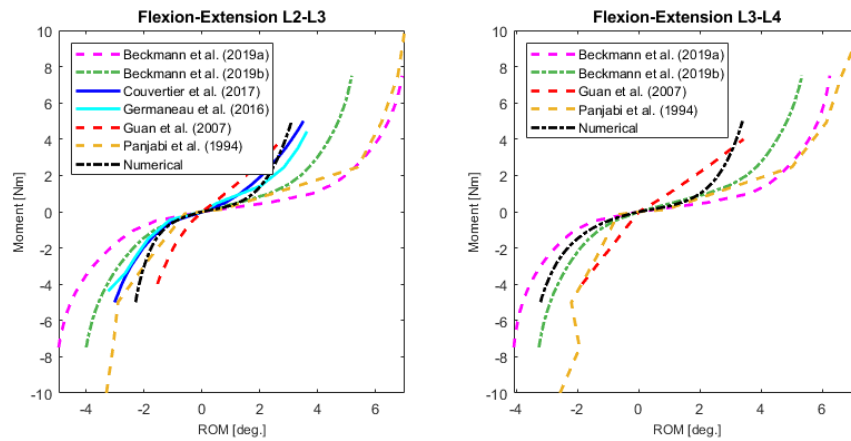 Flexion-Extension L2-L3
10
8
6
4
2
0
-2
-4
-6
-8
-10
Moment [Nm]
Beckmann et al. (2019a)
Beckmann et al. (2019b)
Couvertier et al. (2017)
Germaneau et al. 2016)
Guan et al. (2007)
Panjabi et al. (1994)
Numerical
-4
-2
0
2
4
6
ROM [deg.]
Flexion-Extension L3-L4
10
8
6
4
2
0
-2
-4
-6
-8
-10
Moment [Nm]
Beckmann et al. (2019a)
Beckmann et al. (2019b)
Guan et al. (2007)
Panjabi et al. (1994)
Numerical
-4
-2
0
2
4
6
ROM [deg.]